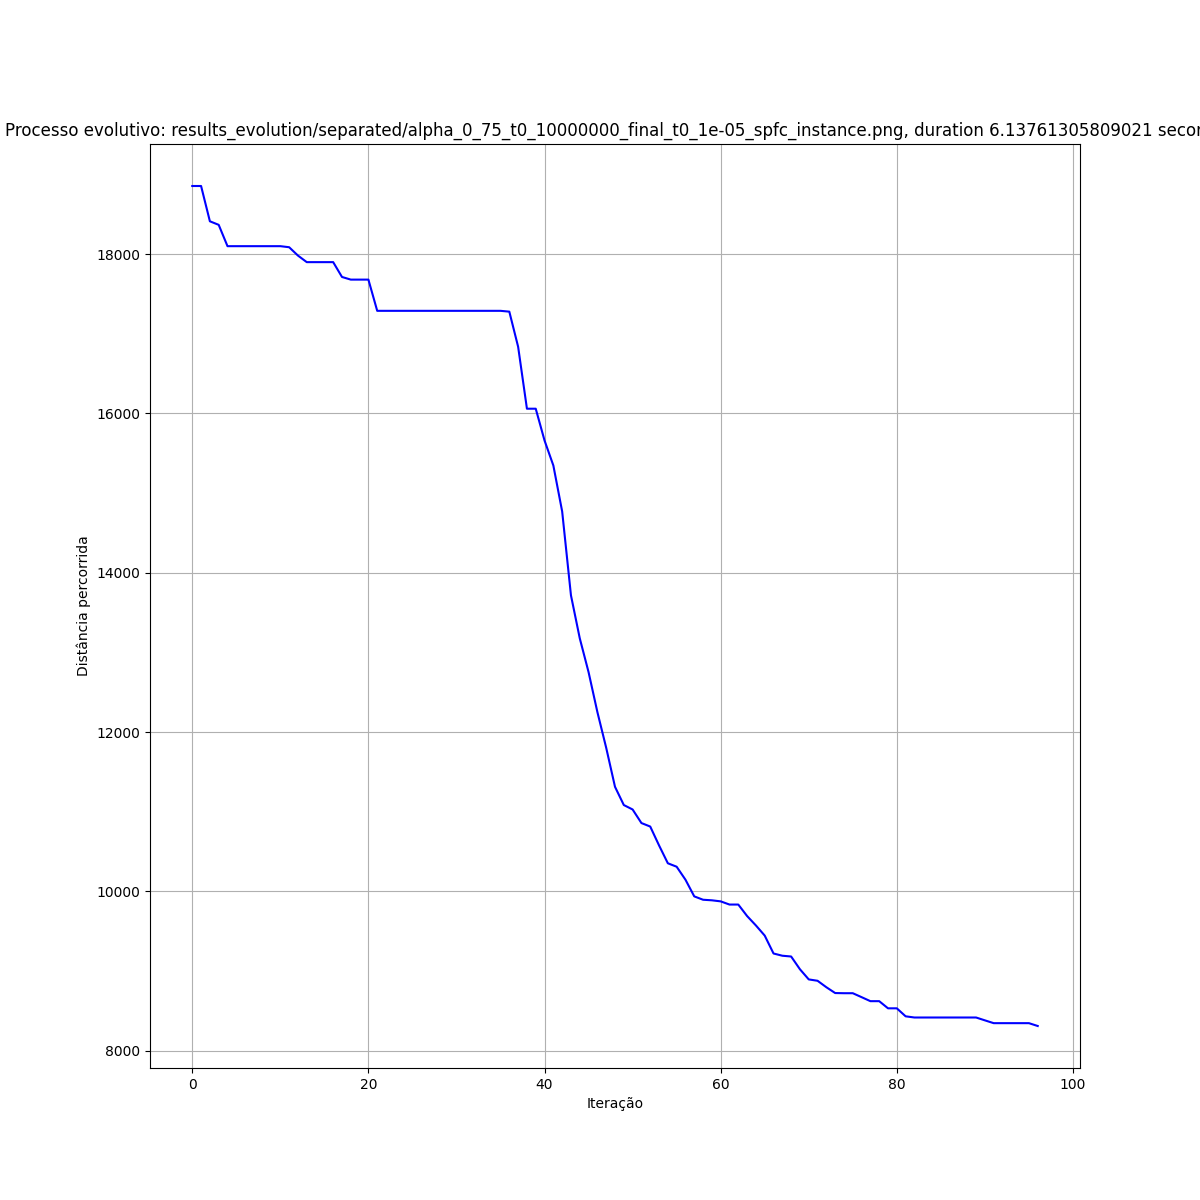 Processo evolutivo: results_evolution/separated/alpha_0_75_t0_10000000_final_t0_1e-05_spfc_instance.png, duration 6.13761305809021 secon
18000
16000
14000
12000
10000
8000
Distância percorrida
0 20 40 60 80 100
Iteração